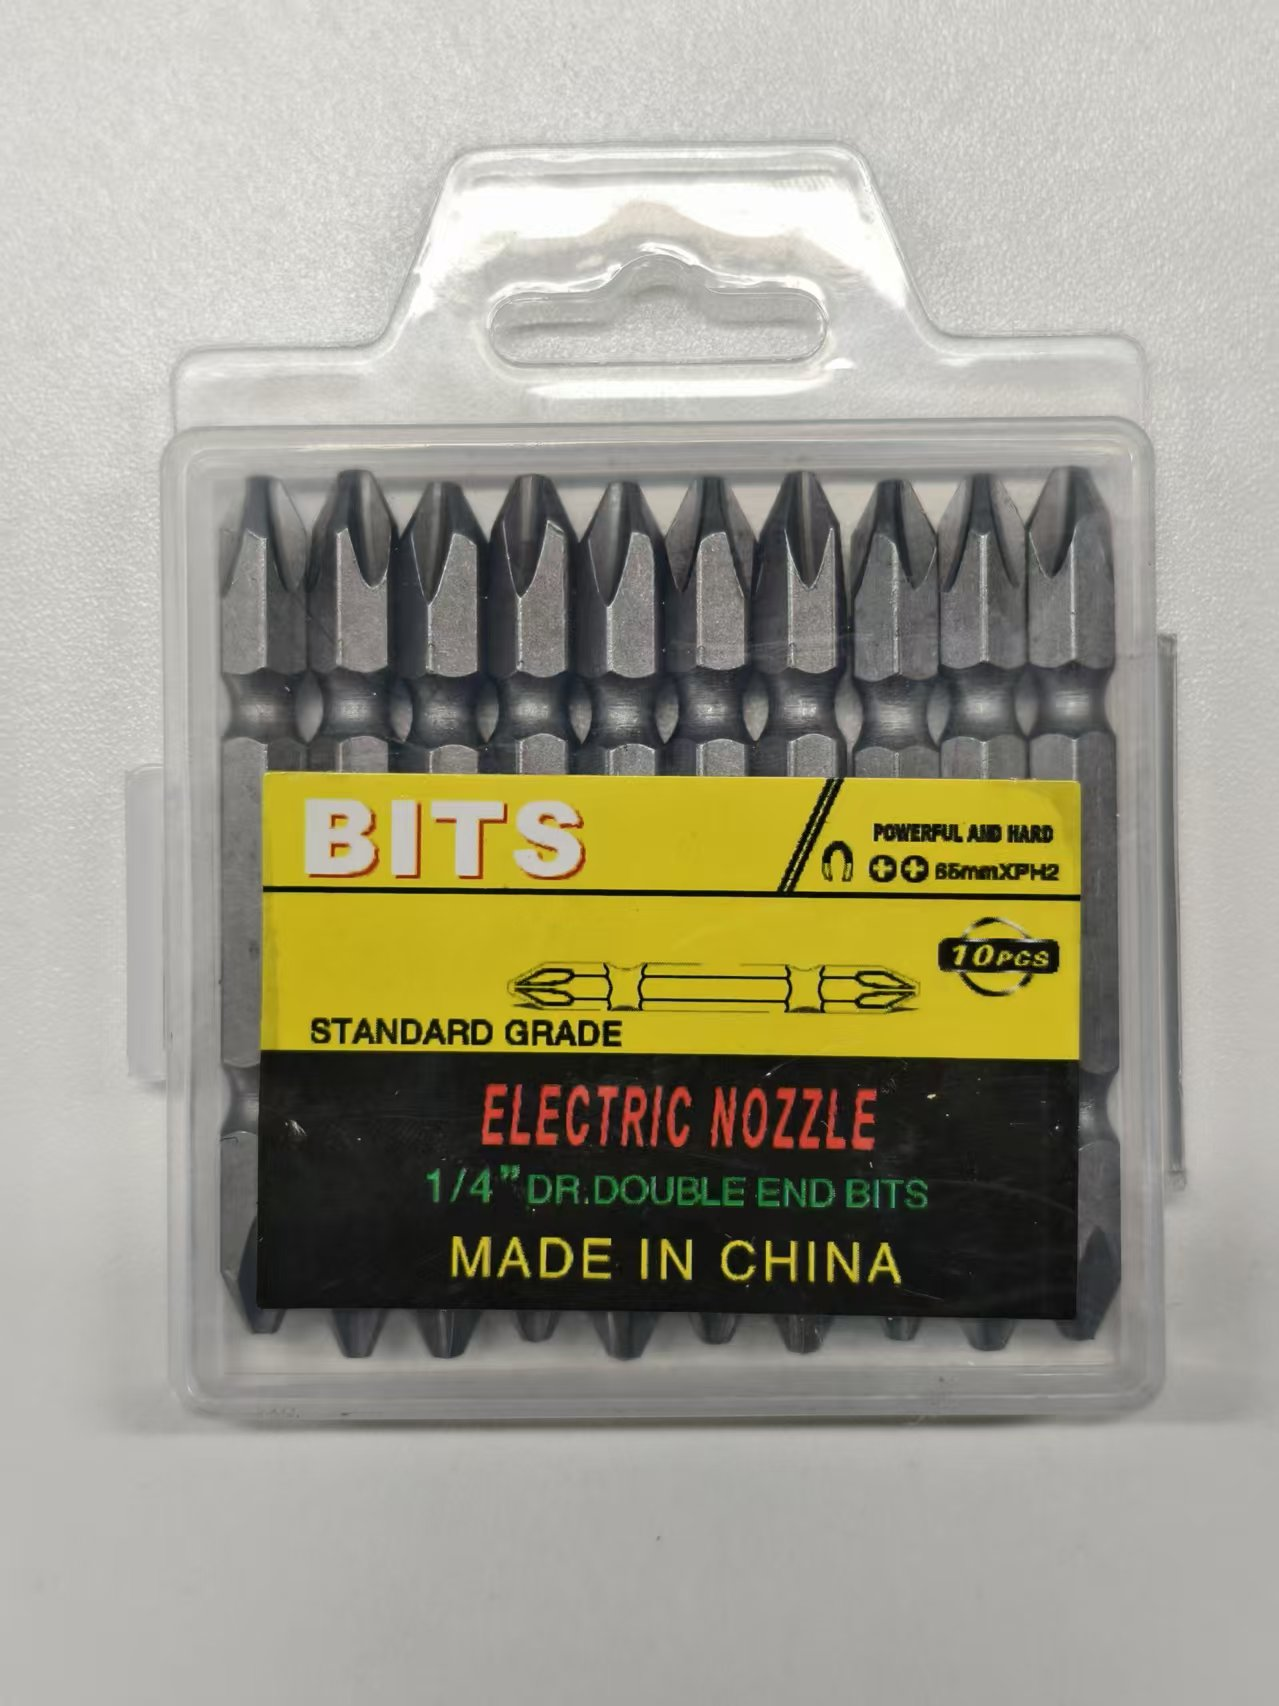 BITS
POWERFUL AND HARD
65mmXPH2
10PCS
STANDARD GRADE
ELECTRIC NOZZLE
1/4" DR.DOUBLE END BITS
MADE IN CHINA